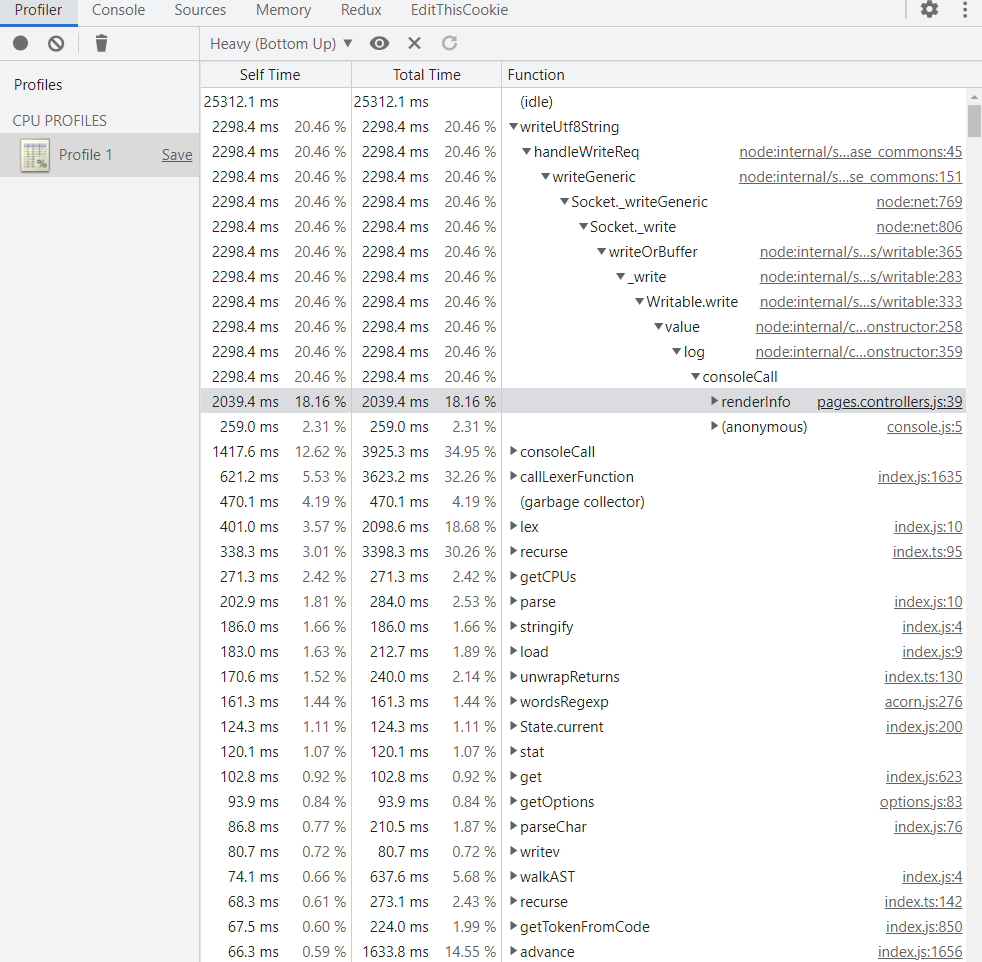 Profiler Console Sources Memory Redux EditThisCookie
Heavy (Bottom Up)
Profiles
CPU PROFILES
Profile 1 Save
Self Time Total Time Function
25312.1 ms 25312.1 ms (idle)
2298.4 ms 20.46 % 2298.4 ms 20.46 % writeUtf8String
2298.4 ms 20.46 % 2298.4 ms 20.46 % handleWriteReq node:internal/s...ase_commons:45
2298.4 ms 20.46 % 2298.4 ms 20.46 % writeGeneric node:internal/s...se_commons:151
2298.4 ms 20.46 % 2298.4 ms 20.46 % Socket._writeGeneric node:net:769
2298.4 ms 20.46 % 2298.4 ms 20.46 % Socket._write node:net:806
2298.4 ms 20.46 % 2298.4 ms 20.46 % writeOrBuffer node:internal/s...s/writable:365
2298.4 ms 20.46 % 2298.4 ms 20.46 % _write node:internal/s...s/writable:283
2298.4 ms 20.46 % 2298.4 ms 20.46 % Writable.write node:internal/s...s/writable:333
2298.4 ms 20.46 % 2298.4 ms 20.46 % value node:internal/c...onstructor:258
2298.4 ms 20.46 % 2298.4 ms 20.46 % log node:internal/c...onstructor:359
2298.4 ms 20.46 % 2298.4 ms 20.46 % consoleCall
2039.4 ms 18.16 % 2039.4 ms 18.16 % renderInfo pages.controllers.js:39
259.0 ms 2.31 % 259.0 ms 2.31 % (anonymous) console.js:5
1417.6 ms 12.62 % 3925.3 ms 34.95 % consoleCall
621.2 ms 5.53 % 3623.2 ms 32.26 % callLexerFunction index.js:1635
470.1 ms 4.19 % 470.1 ms 4.19 % (garbage collector)
401.0 ms 3.57 % 2098.6 ms 18.68 % lex index.js:10
338.3 ms 3.01 % 3398.3 ms 30.26 % recurse index.ts:95
271.3 ms 2.42 % 271.3 ms 2.42 % getCPUs
202.9 ms 1.81 % 284.0 ms 2.53 % parse index.js:10
186.0 ms 1.66 % 186.0 ms 1.66 % stringify index.js:4
183.0 ms 1.63 % 212.7 ms 1.89 % load index.js:9
170.6 ms 1.52 % 240.0 ms 2.14 % unwrapReturns index.ts:130
161.3 ms 1.44 % 161.3 ms 1.44 % wordsRegexp acorn.js:276
124.3 ms 1.11 % 124.3 ms 1.11 % State.current index.js:200
120.1 ms 1.07 % 120.1 ms 1.07 % stat
102.8 ms 0.92 % 102.8 ms 0.92 % get index.js:623
93.9 ms 0.84 % 93.9 ms 0.84 % getOptions options.js:83
86.8 ms 0.77 % 210.5 ms 1.87 % parseChar index.js:76
80.7 ms 0.72 % 80.7 ms 0.72 % writev
74.1 ms 0.66 % 637.6 ms 5.68 % walkAST index.js:4
68.3 ms 0.61 % 273.1 ms 2.43 % recurse index.ts:142
67.5 ms 0.60 % 224.0 ms 1.99 % getTokenFromCode index.js:850
66.3 ms 0.59 % 1633.8 ms 14.55 % advance index.js:1656